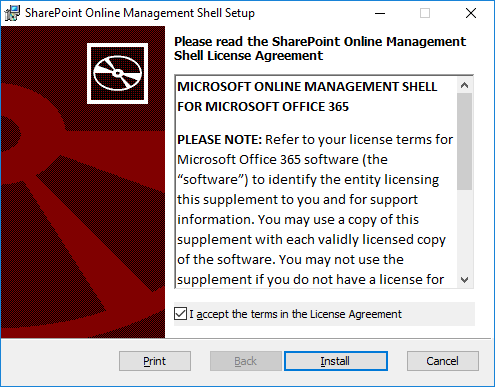 SharePoint Online Management Shell Setup
Please read the SharePoint Online Management
Shell License Agreement
MICROSOFT ONLINE MANAGEMENT SHELL
FOR MICROSOFT OFFICE 365
PLEASE NOTE: Refer to your license terms for
Microsoft Office 365 software (the
“software”) to identify the entity licensing
this supplement to you and for support
information. You may use a copy of this
supplement with each validly licensed copy
of the software. You may not use the
supplement if you do not have a license for
I accept the terms in the License Agreement
Print
Back
Install
Cancel